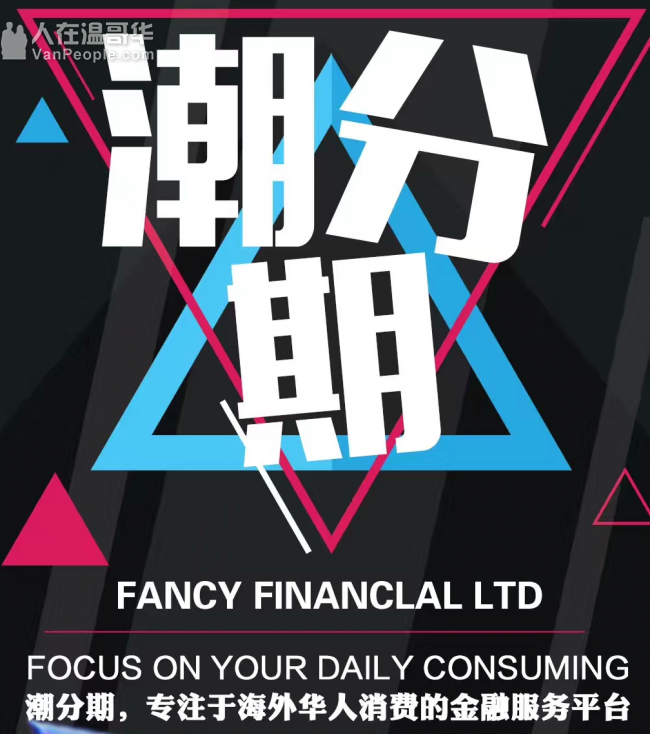 人在温哥华
VanPeople.com
潮分
期
FANCY FINANCLAL LTD
FOCUS ON YOUR DAILY CONSUMING
潮分期，专注于海外华人消费的金融服务平台